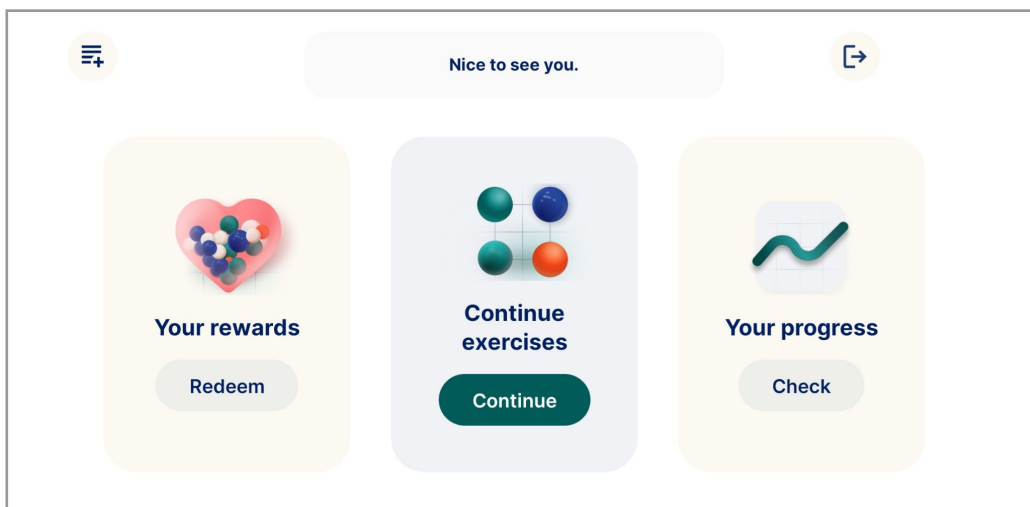 Nice to see you.
Your rewards
Redeem
Continue
exercises
Continue
Your progress
Check